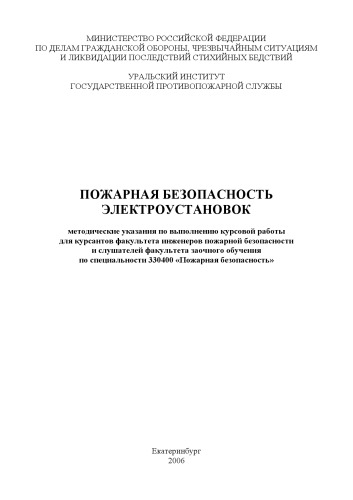 МИНИСТЕРСТВО РОССИЙСКОЙ ФЕДЕРАЦИИ
ПО ДЕЛАМ ГРАЖДАНСКОЙ ОБОРОНЫ, ЧРЕЗВЫЧАЙНЫМ СИТУАЦИЯМ
И ЛИКВИДАЦИИ ПОСЛЕДСТВИЙ СТИХИЙНЫХ БЕДСТВИЙ
УРАЛЬСКИЙ ИНСТИТУТ
ГОСУДАРСТВЕННОЙ ПРОТИВОПОЖАРНОЙ СЛУЖБЫ
ПОЖАРНАЯ БЕЗОПАСНОСТЬ
ЭЛЕКТРОУСТАНОВОК
методические указания по выполнению курсовой работы
для курсантов факультета инженеров пожарной безопасности
и слушателей факультета заочного обучения
по специальности 330400 «Пожарная безопасность»
Екатеринбург
2006